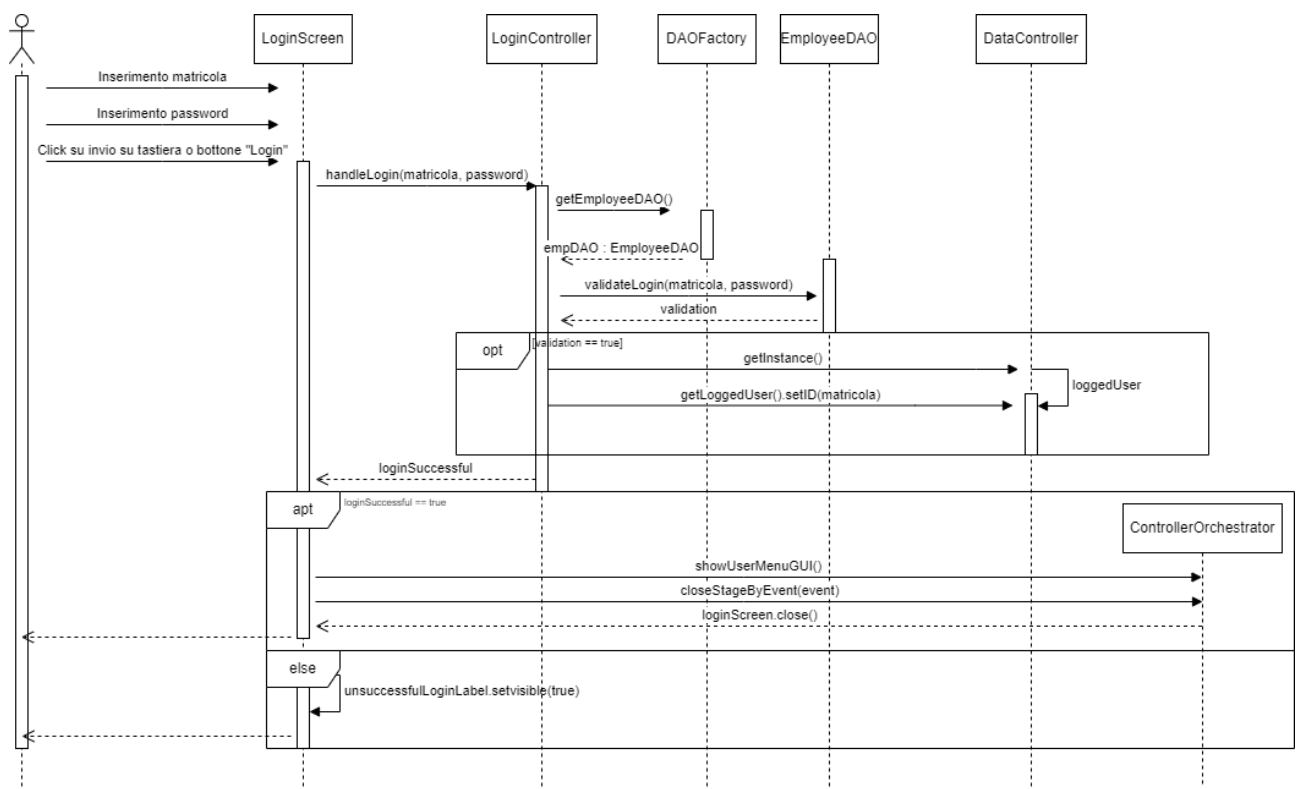 LoginScreen
LoginController
DAOFactory
EmployeeDAO
DataController
Inserimento matricola
Inserimento password
Click su invio su tastiera o bottone "Login"
handleLogin(matricola, password)
getEmployeeDAO()
empDAO : EmployeeDAO
validateLogin(matricola, password)
validation
opt
[validation == true]
getInstance()
loggedUser
getLoggedUser().setID(matricola)
loginSuccessful
apt
loginSuccessful == true
ControllerOrchestrator
showUserMenuGUI()
closeStageByEvent(event)
loginScreen.close()
else
unsuccessfulLoginLabel.setvisible(true)